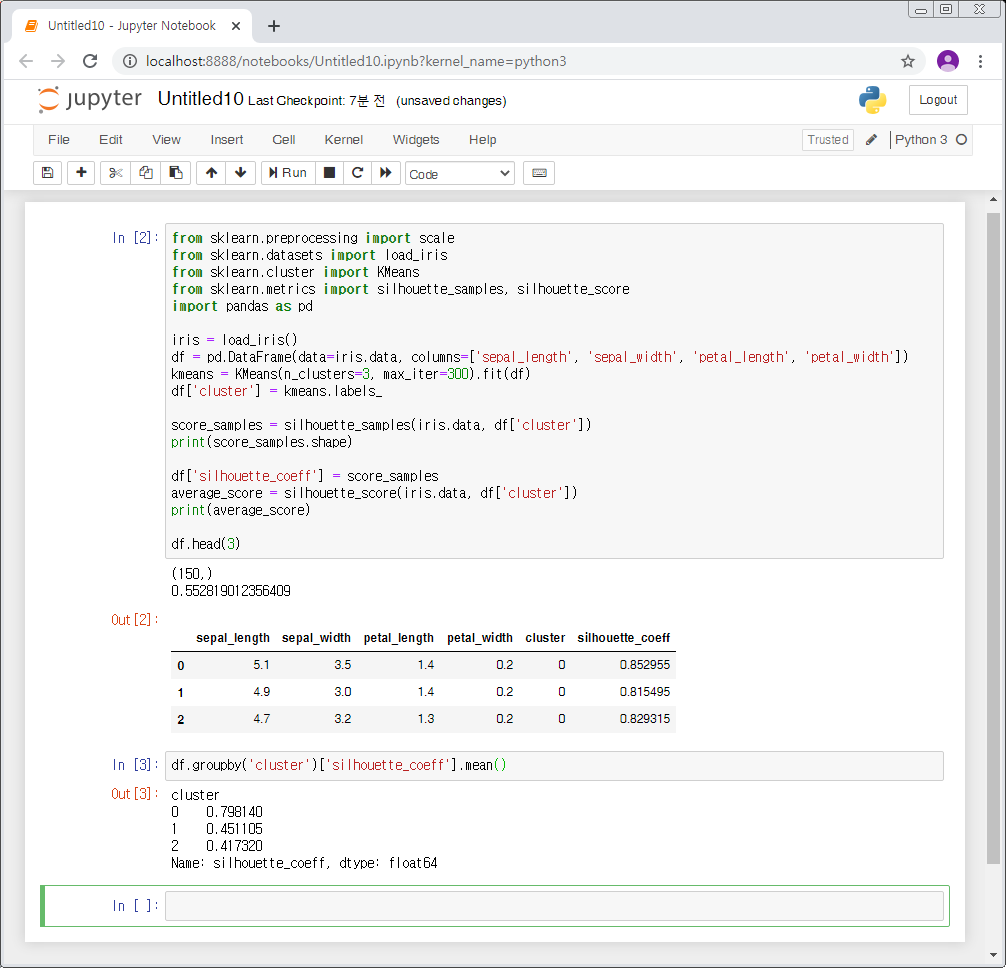 Untitled10 - Jupyter Notebook
localhost:8888/notebooks/Untitled10.ipynb?kernel_name=python3
jupyter Untitled10 Last Checkpoint: 7분 전 (unsaved changes) Logout
File Edit View Insert Cell Kernel Widgets Help Trusted Python 3
Run Code
In [2]: from sklearn.preprocessing import scale
from sklearn.datasets import load_iris
from sklearn.cluster import KMeans
from sklearn.metrics import silhouette_samples, silhouette_score
import pandas as pd
iris = load_iris()
df = pd.DataFrame(data=iris.data, columns=['sepal_length', 'sepal_width', 'petal_length', 'petal_width'])
kmeans = KMeans(n_clusters=3, max_iter=300).fit(df)
df['cluster'] = kmeans.labels_
score_samples = silhouette_samples(iris.data, df['cluster'])
print(score_samples.shape)
df['silhouette_coeff'] = score_samples
average_score = silhouette_score(iris.data, df['cluster'])
print(average_score)
df.head(3)
(150,)
0.552819012356409
Out[2]:
sepal_length sepal_width petal_length petal_width cluster silhouette_coeff
0 5.1 3.5 1.4 0.2 0 0.852955
1 4.9 3.0 1.4 0.2 0 0.815495
2 4.7 3.2 1.3 0.2 0 0.829315
In [3]: df.groupby('cluster')['silhouette_coeff'].mean()
Out[3]: cluster
0 0.798140
1 0.451105
2 0.417320
Name: silhouette_coeff, dtype: float64
In [ ]: